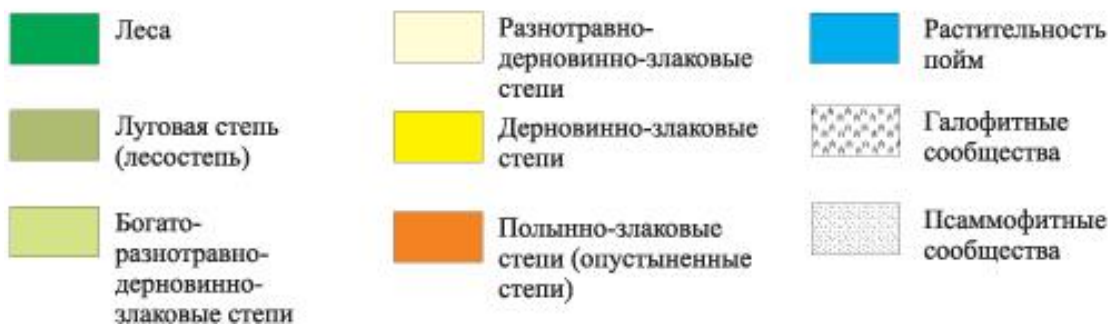 Леса
Луговая степь
(лесостепь)
Богато-
разнотравно-
дерновинно-
злаковые степи
Разнотравно-
дерновинно-злаковые
степи
Дерновинно-злаковые
степи
Полынно-злаковые
степи (опустыненные
степи)
Растительность
пойм
Галофитные
сообщества
Псаммофитные
сообщества